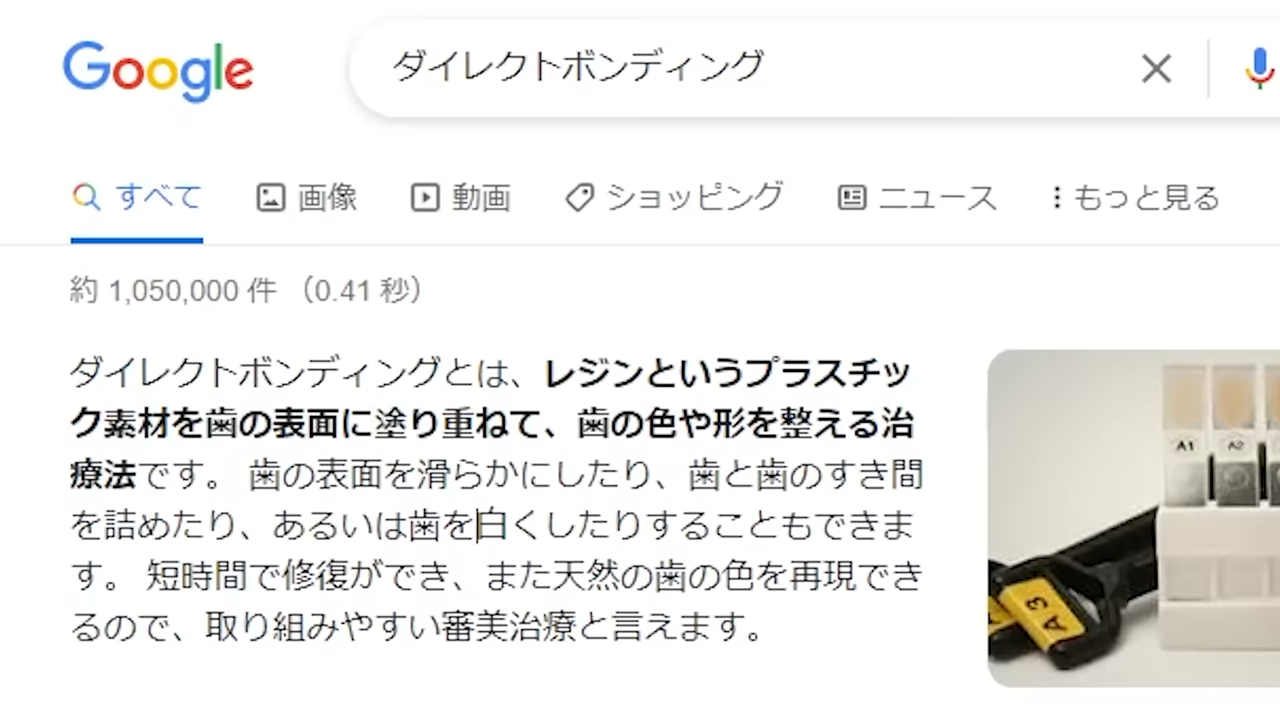 Google
ダイレクトボンディング
すべて 画像 動画 ショッピング ニュース もっと見る
約 1,050,000 件 （0.41 秒）
ダイレクトボンディングとは、レジンというプラスチッ
ク素材を歯の表面に塗り重ねて、歯の色や形を整える治
療法です。 歯の表面を滑らかにしたり、歯と歯のすき間
を詰めたり、あるいは歯を白くしたりすることもできま
す。 短時間で修復ができ、また天然の歯の色を再現でき
るので、取り組みやすい審美治療と言えます。
A1 A2
A3